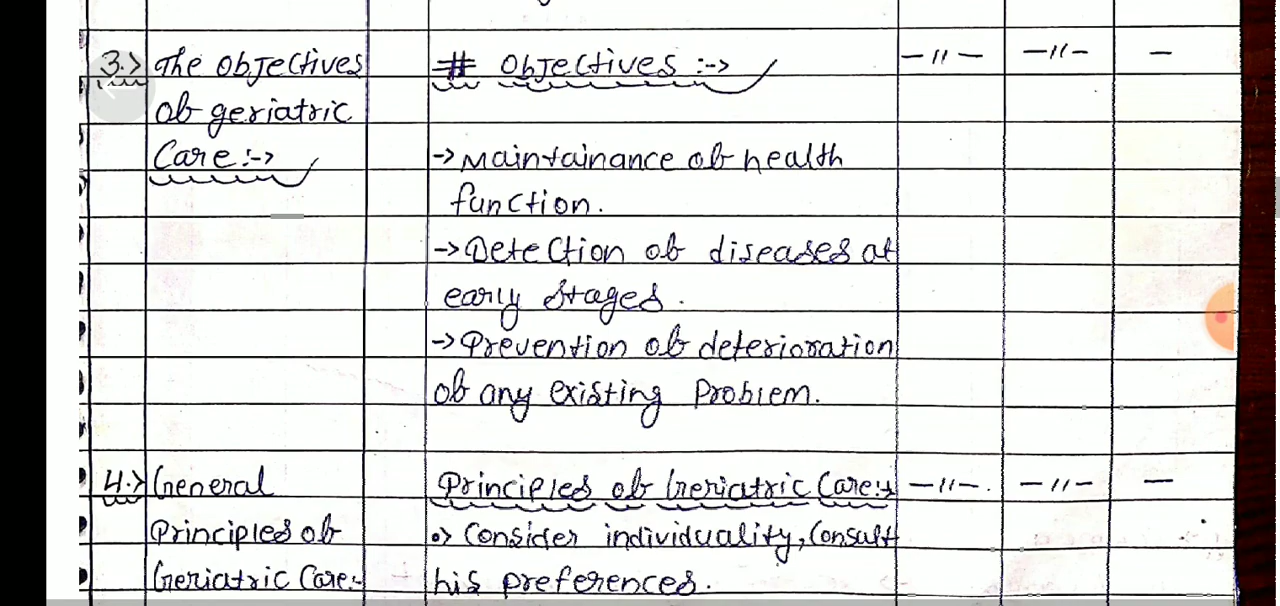 3.> The objectives # Objectives :-> -〃- -〃- -
of geriatric
Care :-> -> Maintainance of health
function.
-> Detection of diseases at
early stages.
-> Prevention of deterioration
of any existing Problem.
4.> General Principles of Geriatric Care:-> -〃-. -〃- -
Principles of o> Consider individuality, Consult
Geriatric Care:- his preferences.